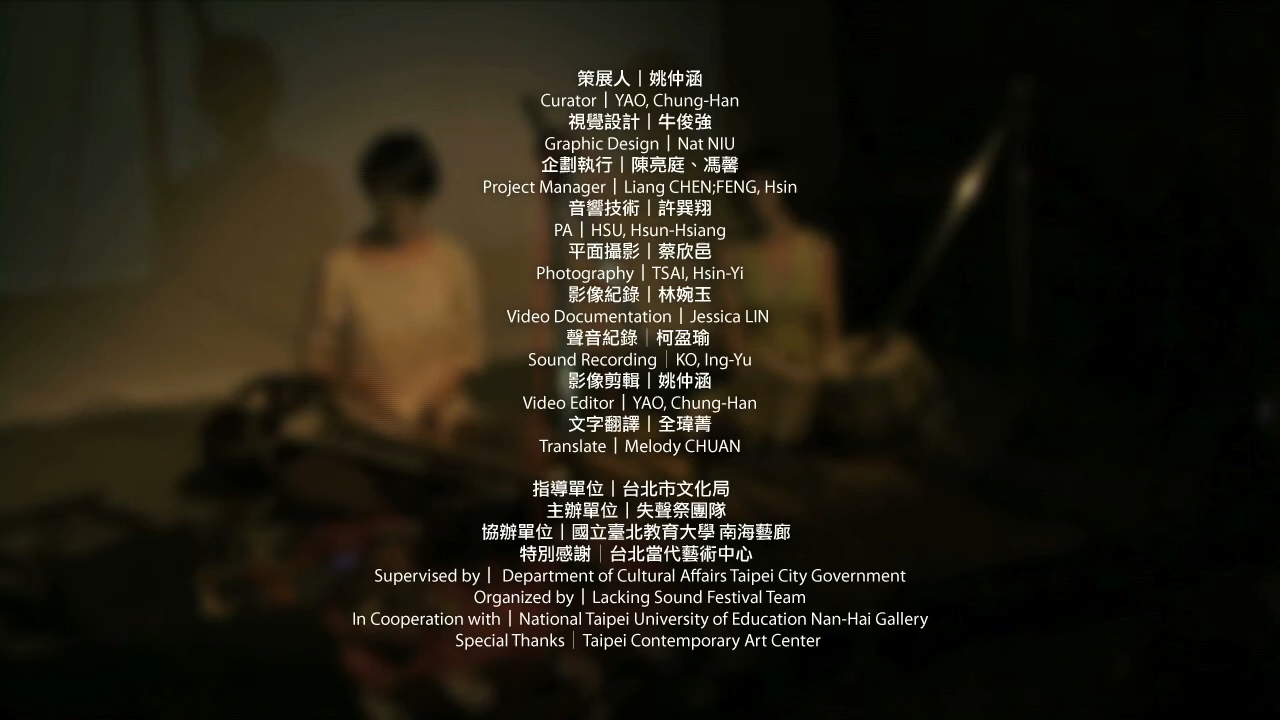 策展人｜姚仲涵
Curator｜YAO, Chung-Han
視覺設計｜牛俊強
Graphic Design｜Nat NIU
企劃執行｜陳亮庭、馮馨
Project Manager｜Liang CHEN;FENG, Hsin
音響技術｜許巽翔
PA｜HSU, Hsun-Hsiang
平面攝影｜蔡欣邑
Photography｜TSAI, Hsin-Yi
影像紀錄｜林婉玉
Video Documentation｜Jessica LIN
聲音紀錄｜柯盈瑜
Sound Recording｜KO, Ing-Yu
影像剪輯｜姚仲涵
Video Editor｜YAO, Chung-Han
文字翻譯｜全瑋菁
Translate｜Melody CHUAN
指導單位｜台北市文化局
主辦單位｜失聲祭團隊
協辦單位｜國立臺北教育大學 南海藝廊
特別感謝｜台北當代藝術中心
Supervised by｜ Department of Cultural Affairs Taipei City Government
Organized by｜Lacking Sound Festival Team
In Cooperation with｜National Taipei University of Education Nan-Hai Gallery
Special Thanks｜Taipei Contemporary Art Center